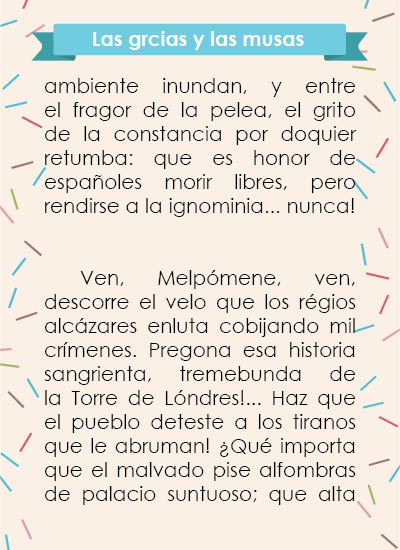 Las grcias y las musas
ambiente inundan, y entre
el fragor de la pelea, el grito
de la constancia por doquier
retumba: que es honor de
españoles morir libres, pero
rendirse a la ignominia... nunca!
Ven, Melpómene, ven,
descorre el velo que los régios
alcázares enluta cobijando mil
crímenes. Pregona esa historia
sangrienta, tremebunda de
la Torre de Lóndres!... Haz que
el pueblo deteste a los tiranos
que le abruman! ¿Qué importa
que el malvado pise alfombras
de palacio suntuoso; que alta